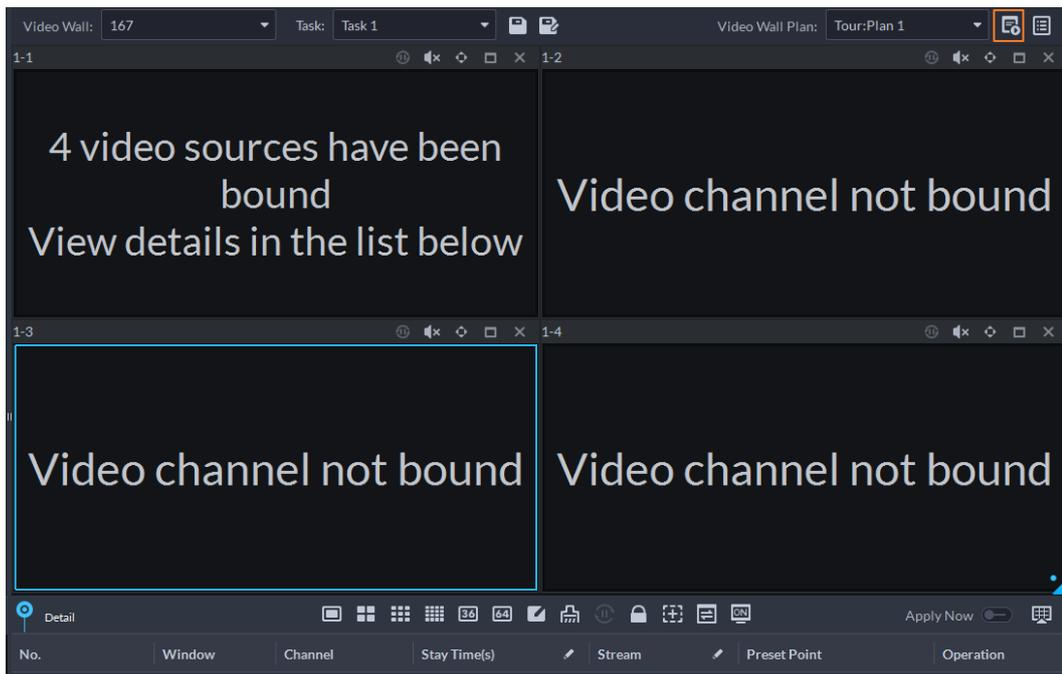 Video Wall: 167 Task: Task 1 Video Wall Plan: Tour:Plan 1
1-1
1-2
4 video sources have been
bound
View details in the list below
Video channel not bound
1-3
1-4
Video channel not bound
Video channel not bound
Detail 36 64 ON Apply Now
No. Window Channel Stay Time(s) Stream Preset Point Operation